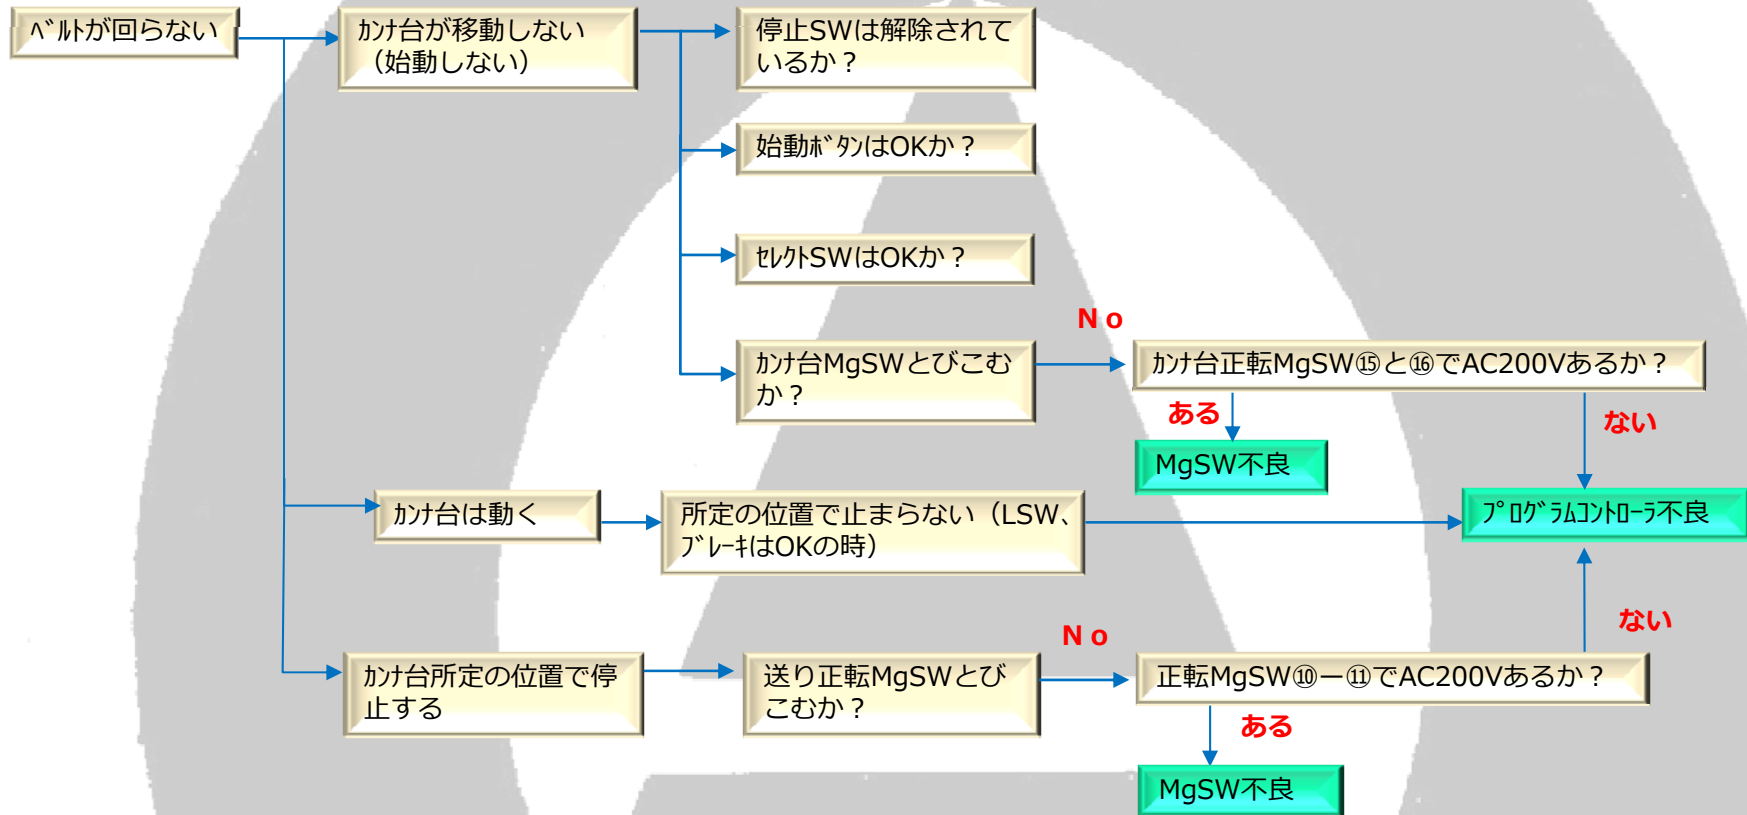 ﾍﾞﾙﾄが回らない
ｶﾝﾅ台が移動しない
（始動しない）
停止SWは解除されて
いるか？
始動ﾎﾞﾀﾝはOKか？
ｾﾚｸﾄSWはOKか？
ｶﾝﾅ台MgSWとびこむ
か？
Ｎｏ
ｶﾝﾅ台正転MgSW⑮と⑯でAC200Vあるか？
ある
ない
MgSW不良
ｶﾝﾅ台は動く
所定の位置で止まらない（LSW、
ﾌﾞﾚｰｷはOKの時）
ﾌﾟﾛｸﾞﾗﾑｺﾝﾄﾛｰﾗ不良
ない
ｶﾝﾅ台所定の位置で停
止する
送り正転MgSWとび
こむか？
Ｎｏ
正転MgSW⑩ー⑪でAC200Vあるか？
ある
MgSW不良